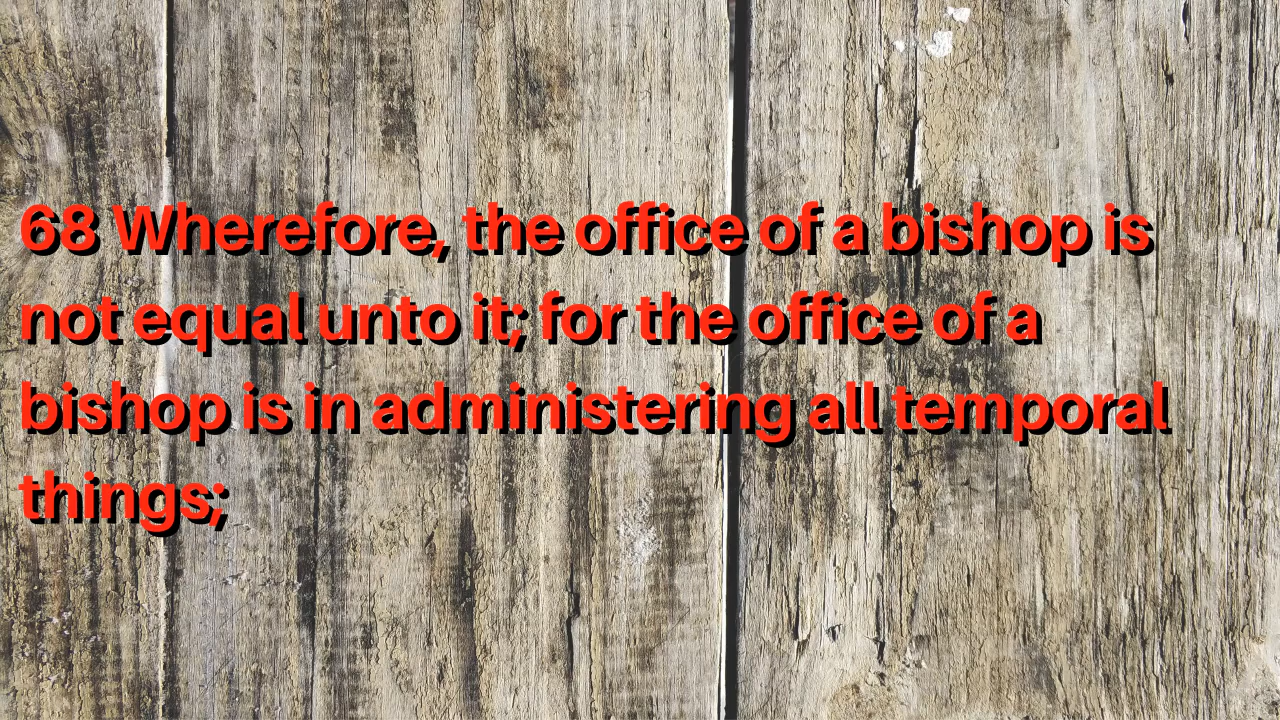 68 Wherefore, the office of a bishop is
not equal unto it; for the office of a
bishop is in administering all temporal
things;